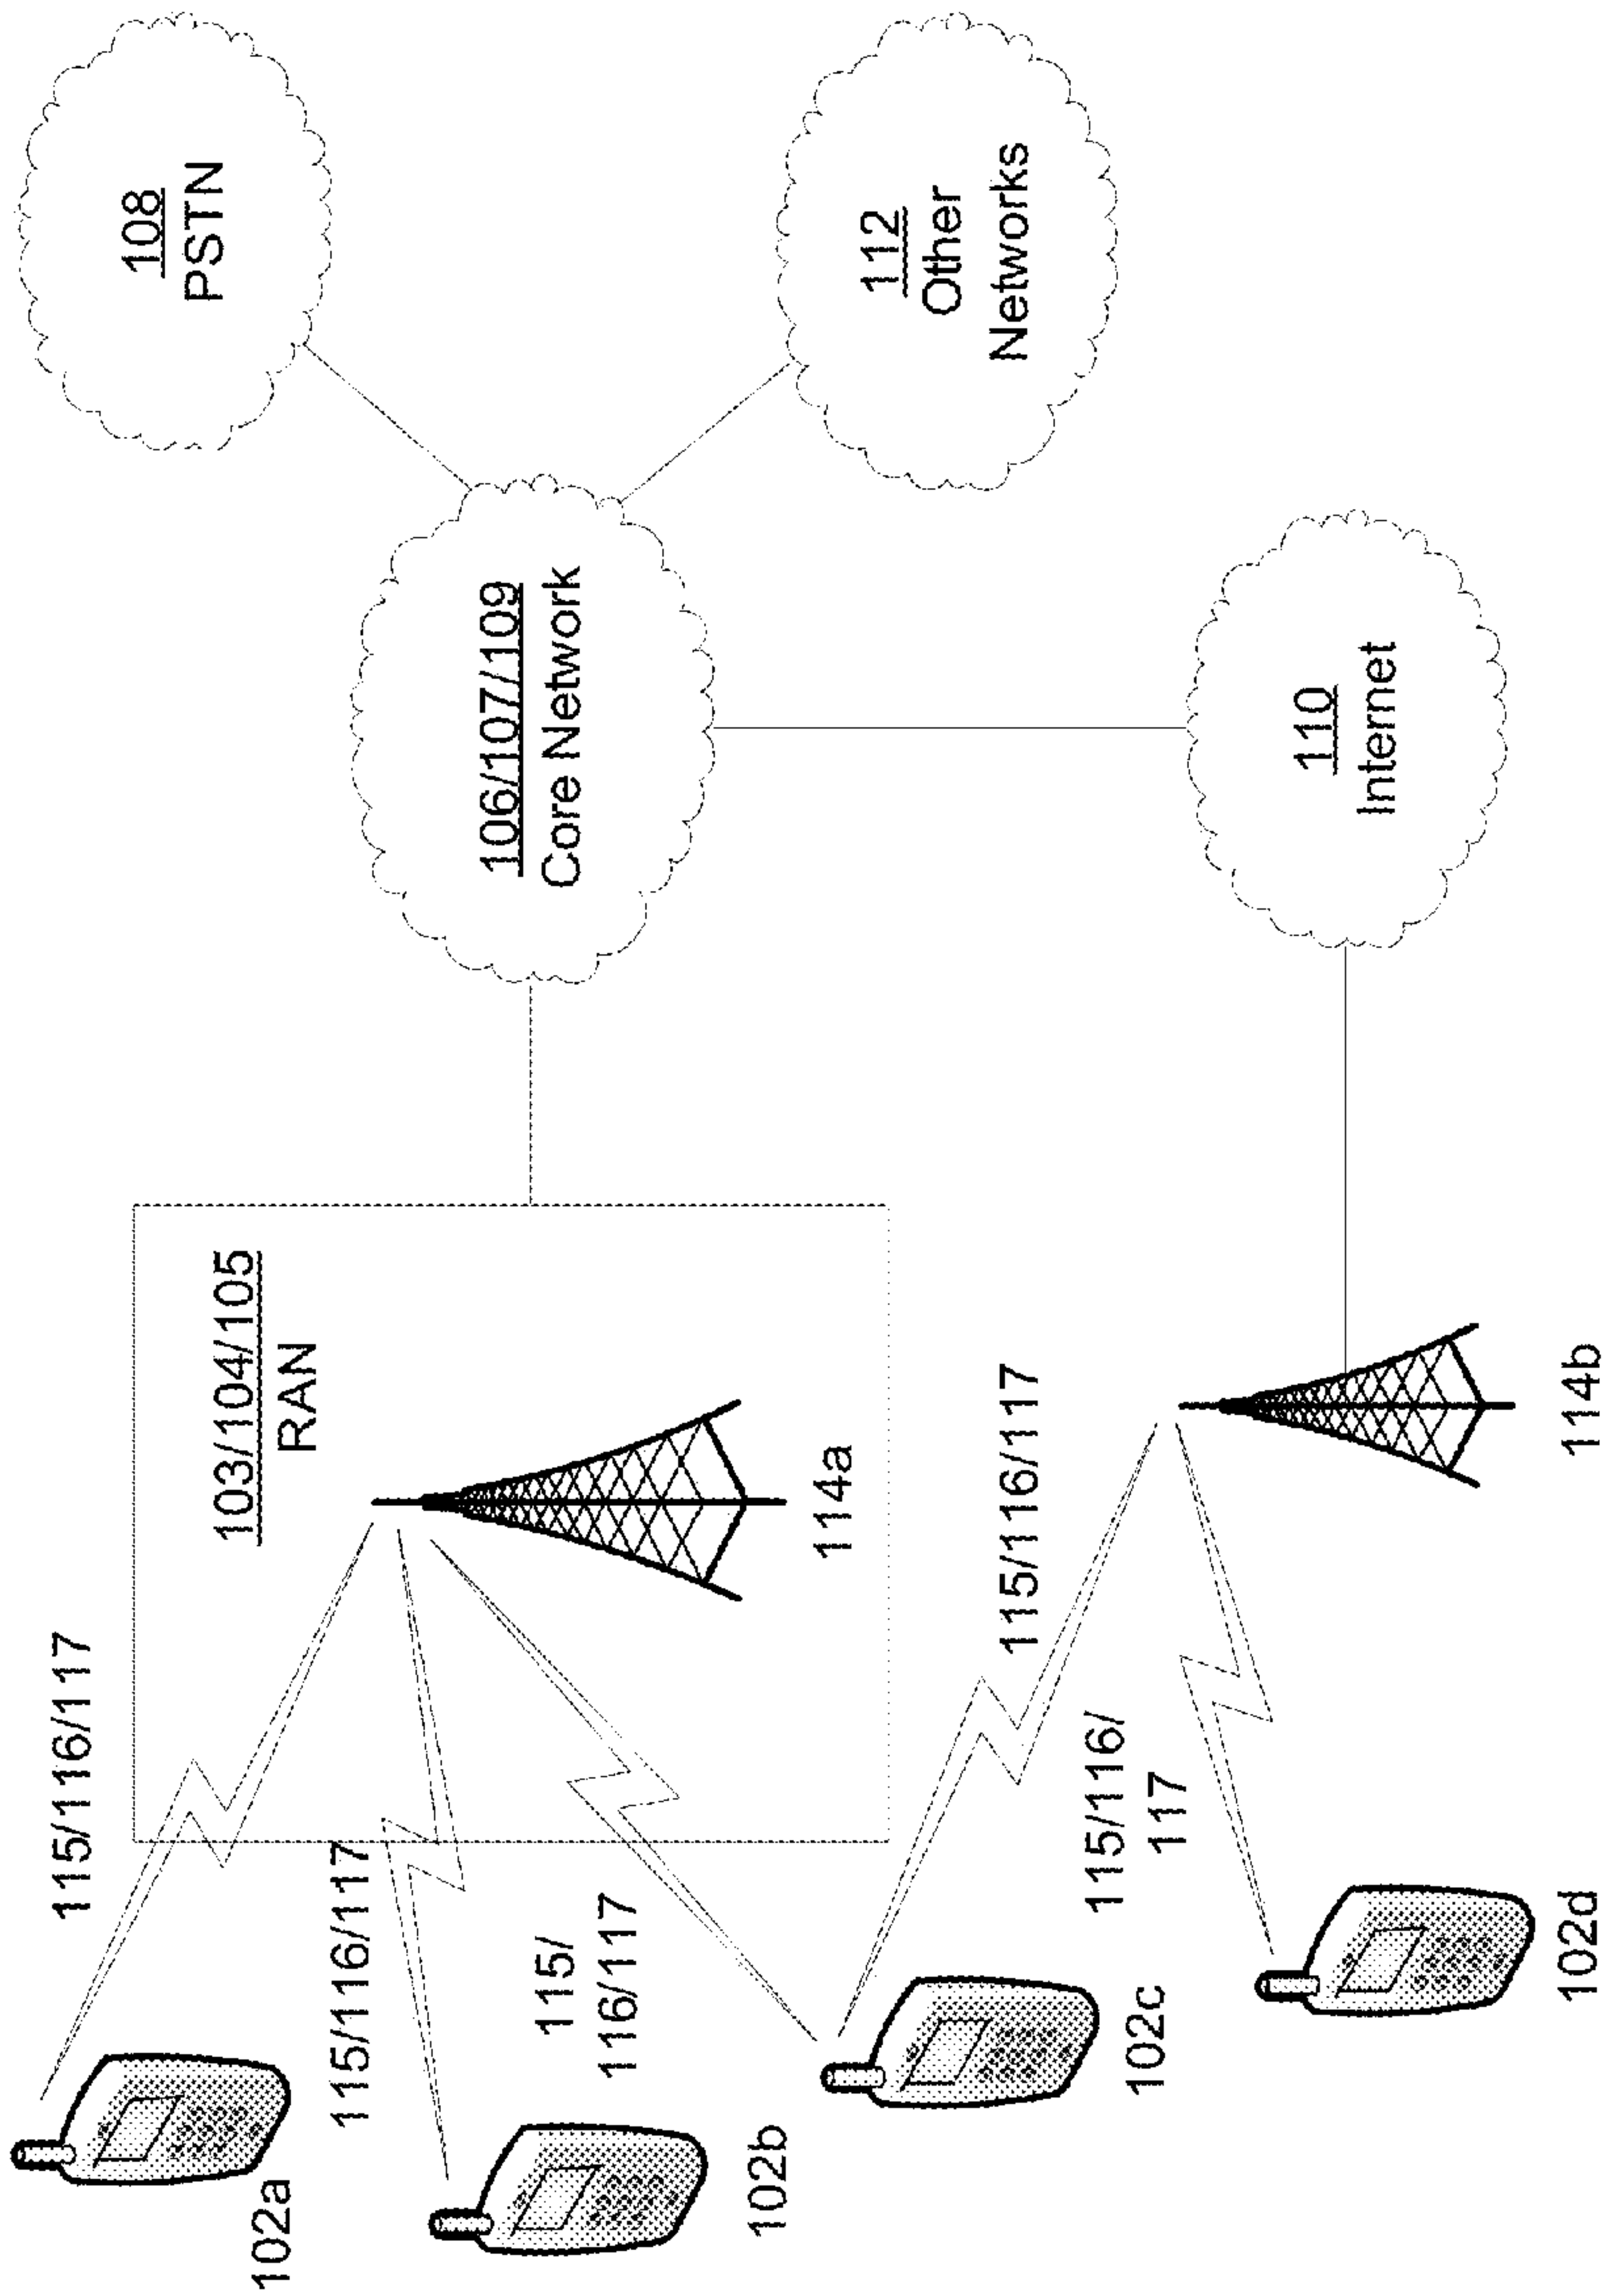 102a
115/116/117
103/104/105
RAN
108
PSTN
115/116/117
102b
106/107/109
Core Network
115/
116/117
114a
112
Other
Networks
102c
115/116/117
115/116/
117
110
Internet
102d
114b